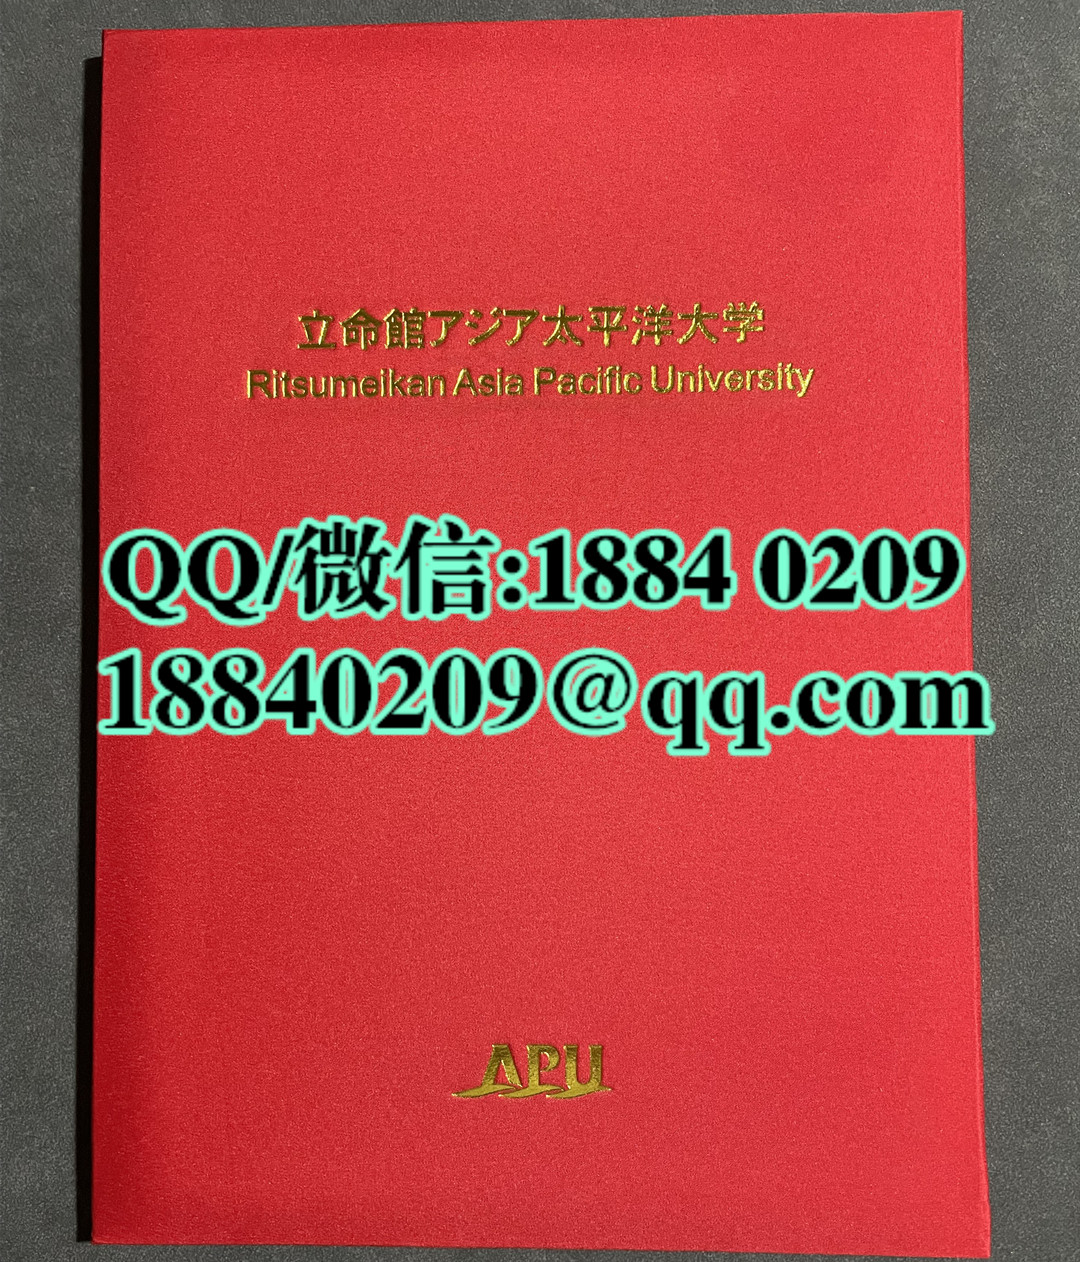 立命館アジア太平洋大学
Ritsumeikan Asia Pacific University
QQ/微信:1884 0209
18840209@qq.com
APU